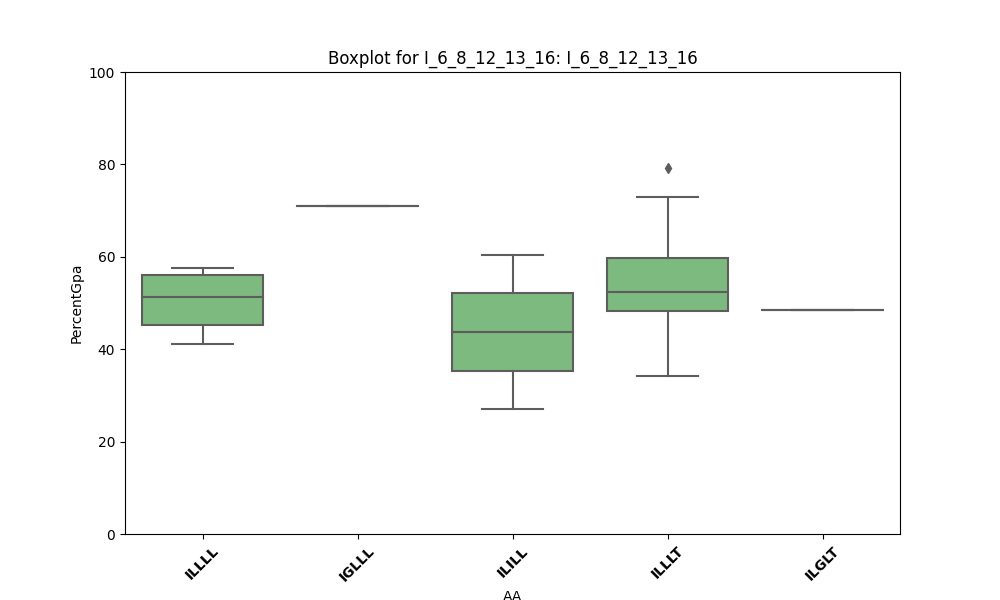 Boxplot for I_6_8_12_13_16: I_6_8_12_13_16
100
80
60
40
20
0
PercentGpa
ILLLL
IGLLL
ILILL
ILLLT
ILGLT
AA